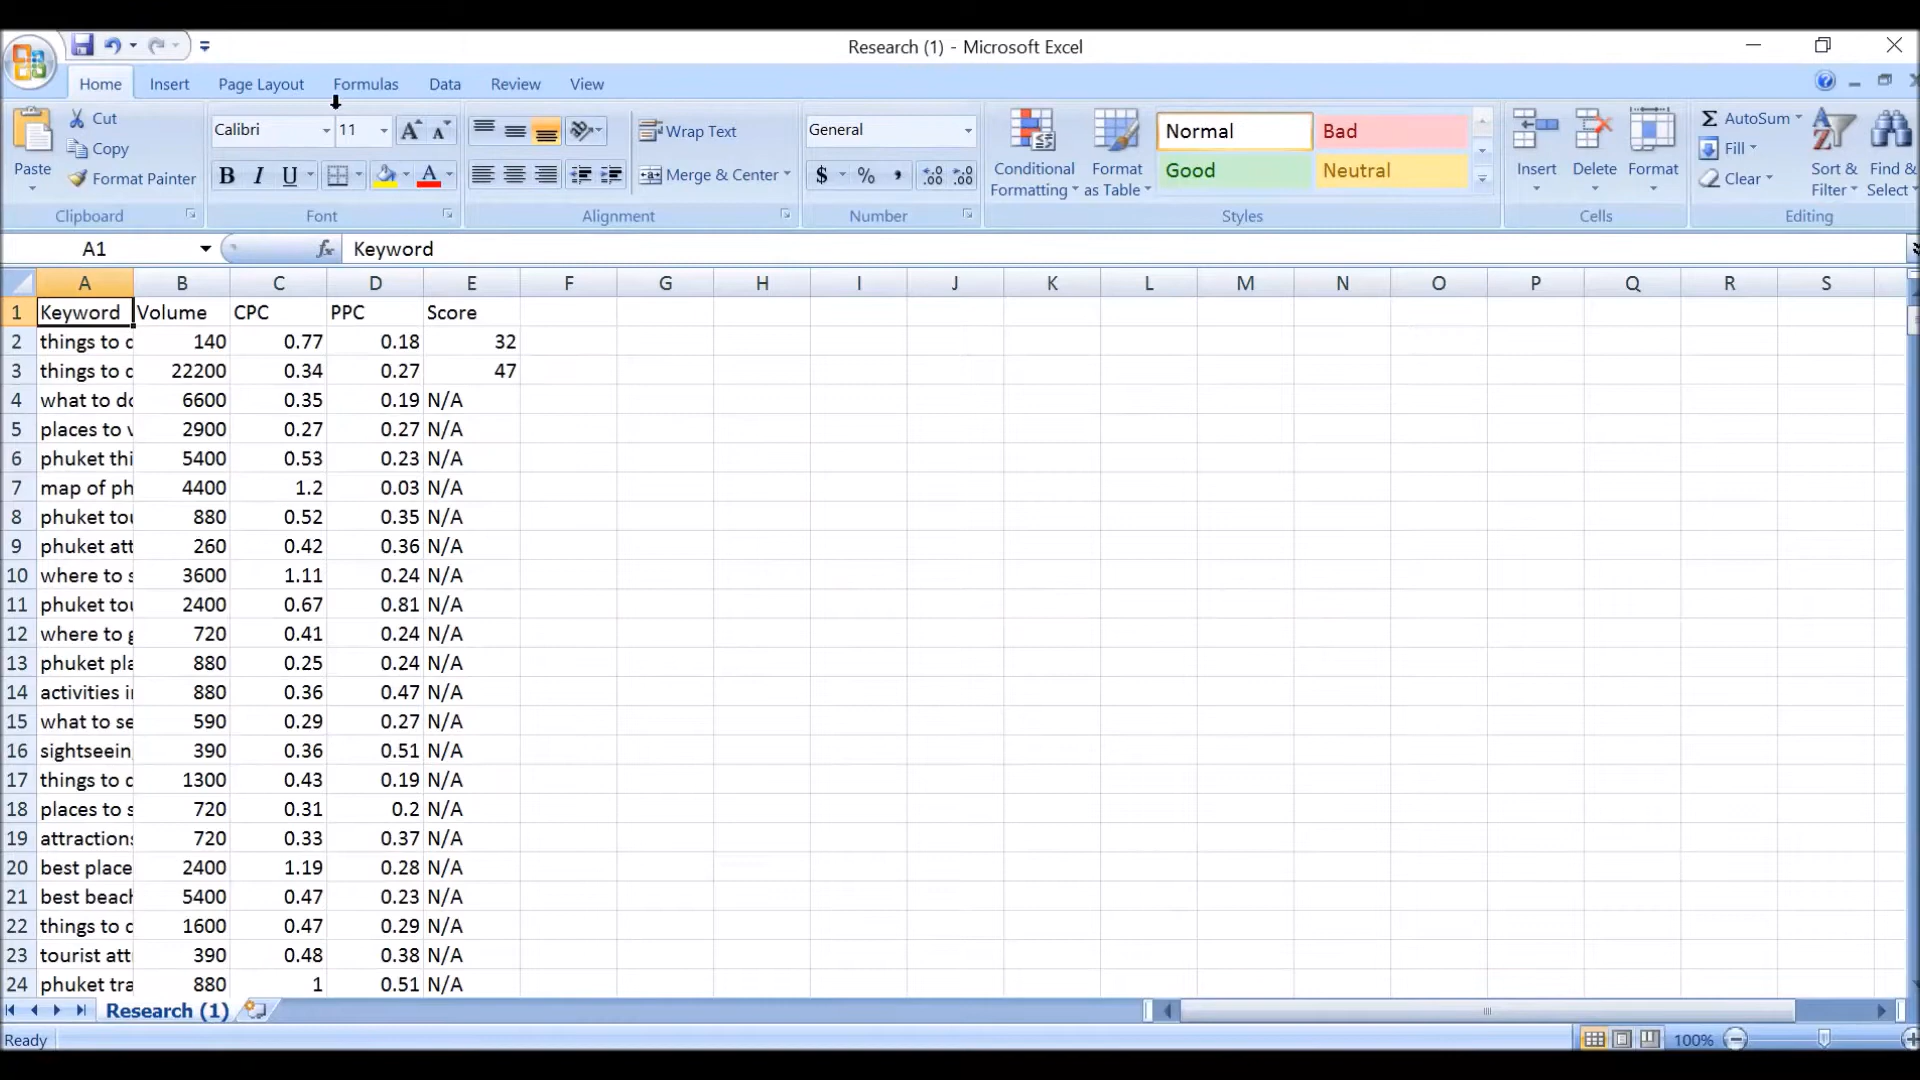 Research (1) - Microsoft Excel
Home Insert Page Layout Formulas Data Review View
Paste
Cut
Copy
Format Painter
Clipboard
Calibri 11
B I U A
Font
Wrap Text
Merge & Center
Alignment
General
$ % ,
Number
Conditional Formatting
Format as Table
Normal Bad
Good Neutral
Styles
Insert Delete Format
Cells
Σ AutoSum
Fill
Clear
Sort & Filter
Find & Select
Editing
A1 fx Keyword
A B C D E F G H I J K L M N O P Q R S
1 Keyword Volume CPC PPC Score
2 things to 140 0.77 0.18 32
3 things to 22200 0.34 0.27 47
4 what to do 6600 0.35 0.19 N/A
5 places to 2900 0.27 0.27 N/A
6 phuket thi 5400 0.53 0.23 N/A
7 map of ph 4400 1.2 0.03 N/A
8 phuket tou 880 0.52 0.35 N/A
9 phuket att 260 0.42 0.36 N/A
10 where to s 3600 1.11 0.24 N/A
11 phuket tou 2400 0.67 0.81 N/A
12 where to g 720 0.41 0.24 N/A
13 phuket pla 880 0.25 0.24 N/A
14 activities i 880 0.36 0.47 N/A
15 what to se 590 0.29 0.27 N/A
16 sightseein 390 0.36 0.51 N/A
17 things to 1300 0.43 0.19 N/A
18 places to s 720 0.31 0.2 N/A
19 attractions 720 0.33 0.37 N/A
20 best place 2400 1.19 0.28 N/A
21 best beach 5400 0.47 0.23 N/A
22 things to 1600 0.47 0.29 N/A
23 tourist att 390 0.48 0.38 N/A
24 phuket tra 880 1 0.51 N/A
Research (1)
Ready 100%